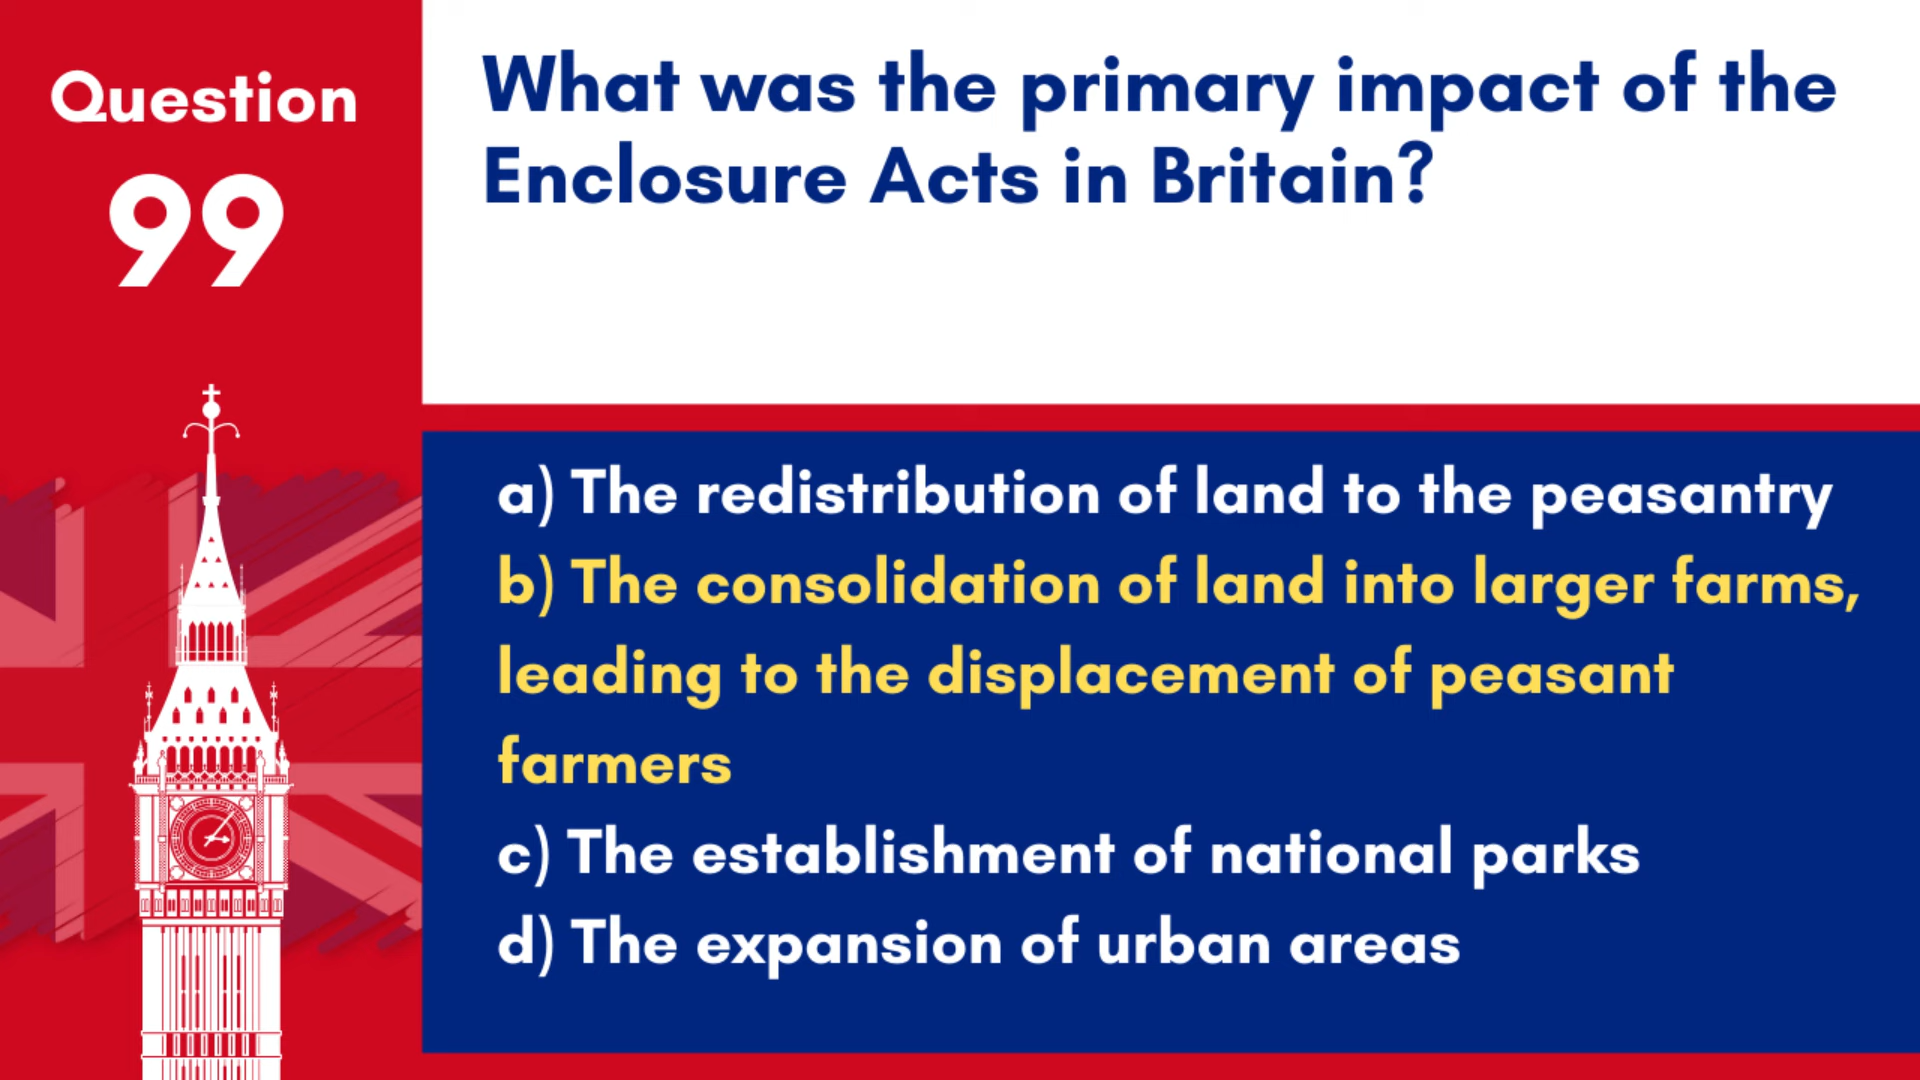 Question
99
What was the primary impact of the
Enclosure Acts in Britain?
a) The redistribution of land to the peasantry
b) The consolidation of land into larger farms,
leading to the displacement of peasant
farmers
c) The establishment of national parks
d) The expansion of urban areas